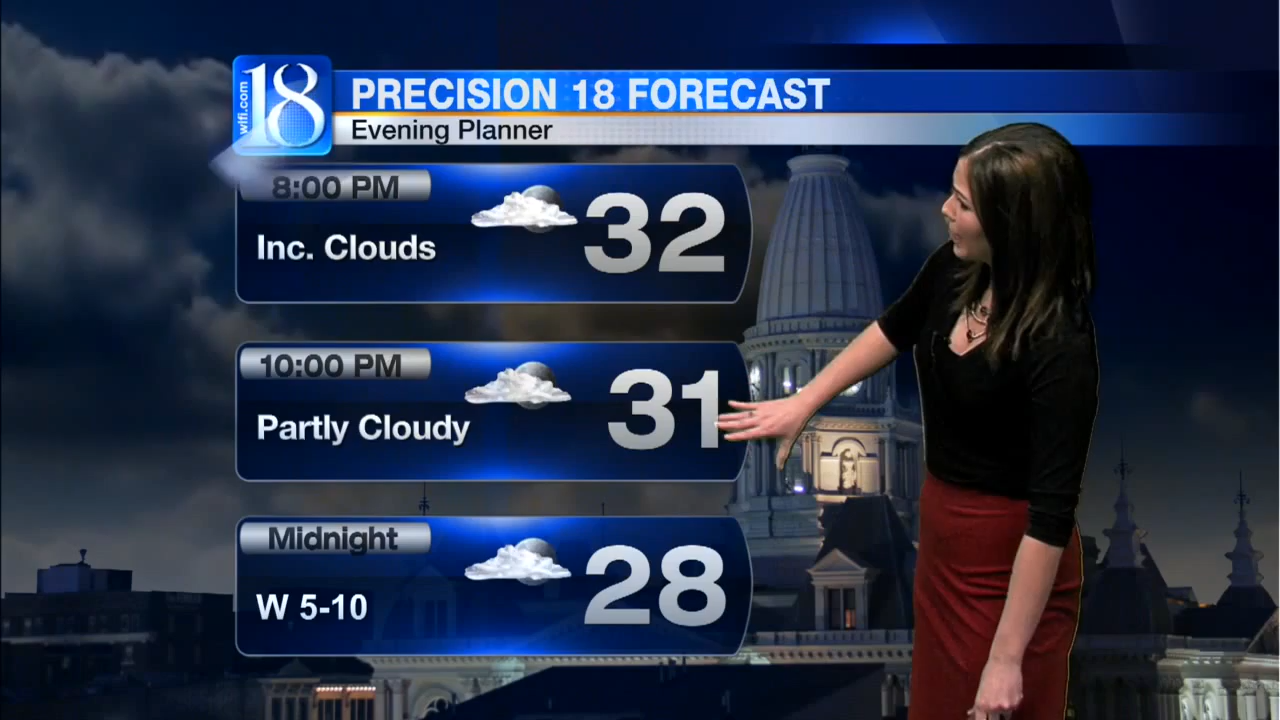 wlfi.com
18
PRECISION 18 FORECAST
Evening Planner
8:00 PM
Inc. Clouds
32
10:00 PM
Partly Cloudy
31
Midnight
W 5-10
28